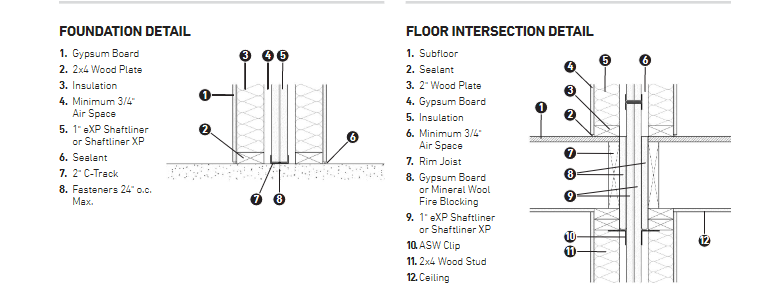 FOUNDATION DETAIL
1. Gypsum Board
2. 2x4 Wood Plate
3. Insulation
4. Minimum 3/4"
Air Space
5. 1" eXP Shaftliner
or Shaftliner XP
6. Sealant
7. 2" C-Track
8. Fasteners 24" o.c.
Max.
3 4 5
1
2
6
7 8
FLOOR INTERSECTION DETAIL
1. Subfloor
2. Sealant
3. 2" Wood Plate
4. Gypsum Board
5. Insulation
6. Minimum 3/4"
Air Space
7. Rim Joist
8. Gypsum Board
or Mineral Wool
Fire Blocking
9. 1" eXP Shaftliner
or Shaftliner XP
10. ASW Clip
11. 2x4 Wood Stud
12. Ceiling
5 6
4
3
1
2
7
8
9
10
12
11